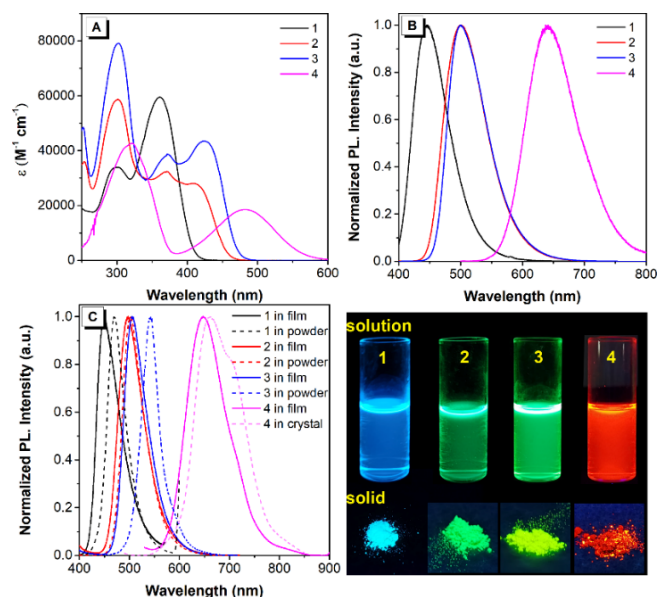 A
1
2
3
4
ε (M⁻¹ cm⁻¹)
80000
60000
40000
20000
0
300 400 500 600
Wavelength (nm)
B
1
2
3
4
Normalized PL. Intensity (a.u.)
1.0
0.8
0.6
0.4
0.2
0.0
400 500 600 700 800
Wavelength (nm)
C
1 in film
1 in powder
2 in film
2 in powder
3 in film
3 in powder
4 in film
4 in crystal
Normalized PL. Intensity (a.u.)
1.0
0.8
0.6
0.4
0.2
0.0
400 500 600 700 800 900
Wavelength (nm)
solution
1 2 3 4
solid